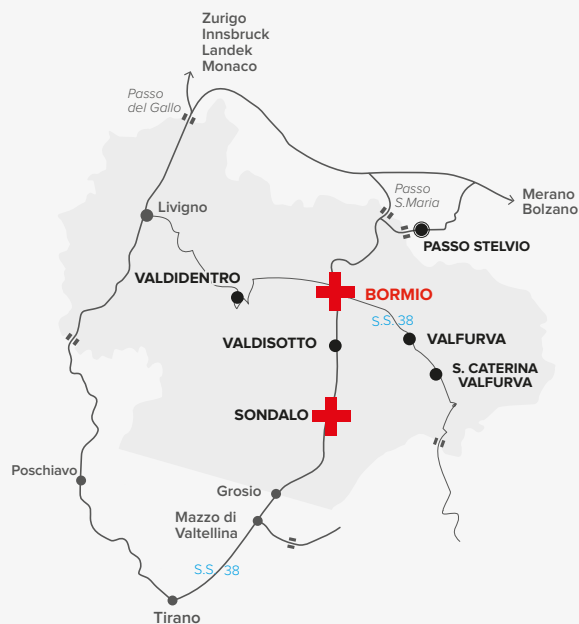 Zurigo
Innsbruck
Landek
Monaco
Passo
del Gallo
Passo
S.Maria
Merano
Bolzano
Livigno
PASSO STELVIO
VALDIDENTRO
BORMIO
S.S. 38
VALDISOTTO
VALFURVA
S. CATERINA
VALFURVA
SONDALO
Poschiavo
Grosio
Mazzo di
Valtellina
S.S. 38
Tirano